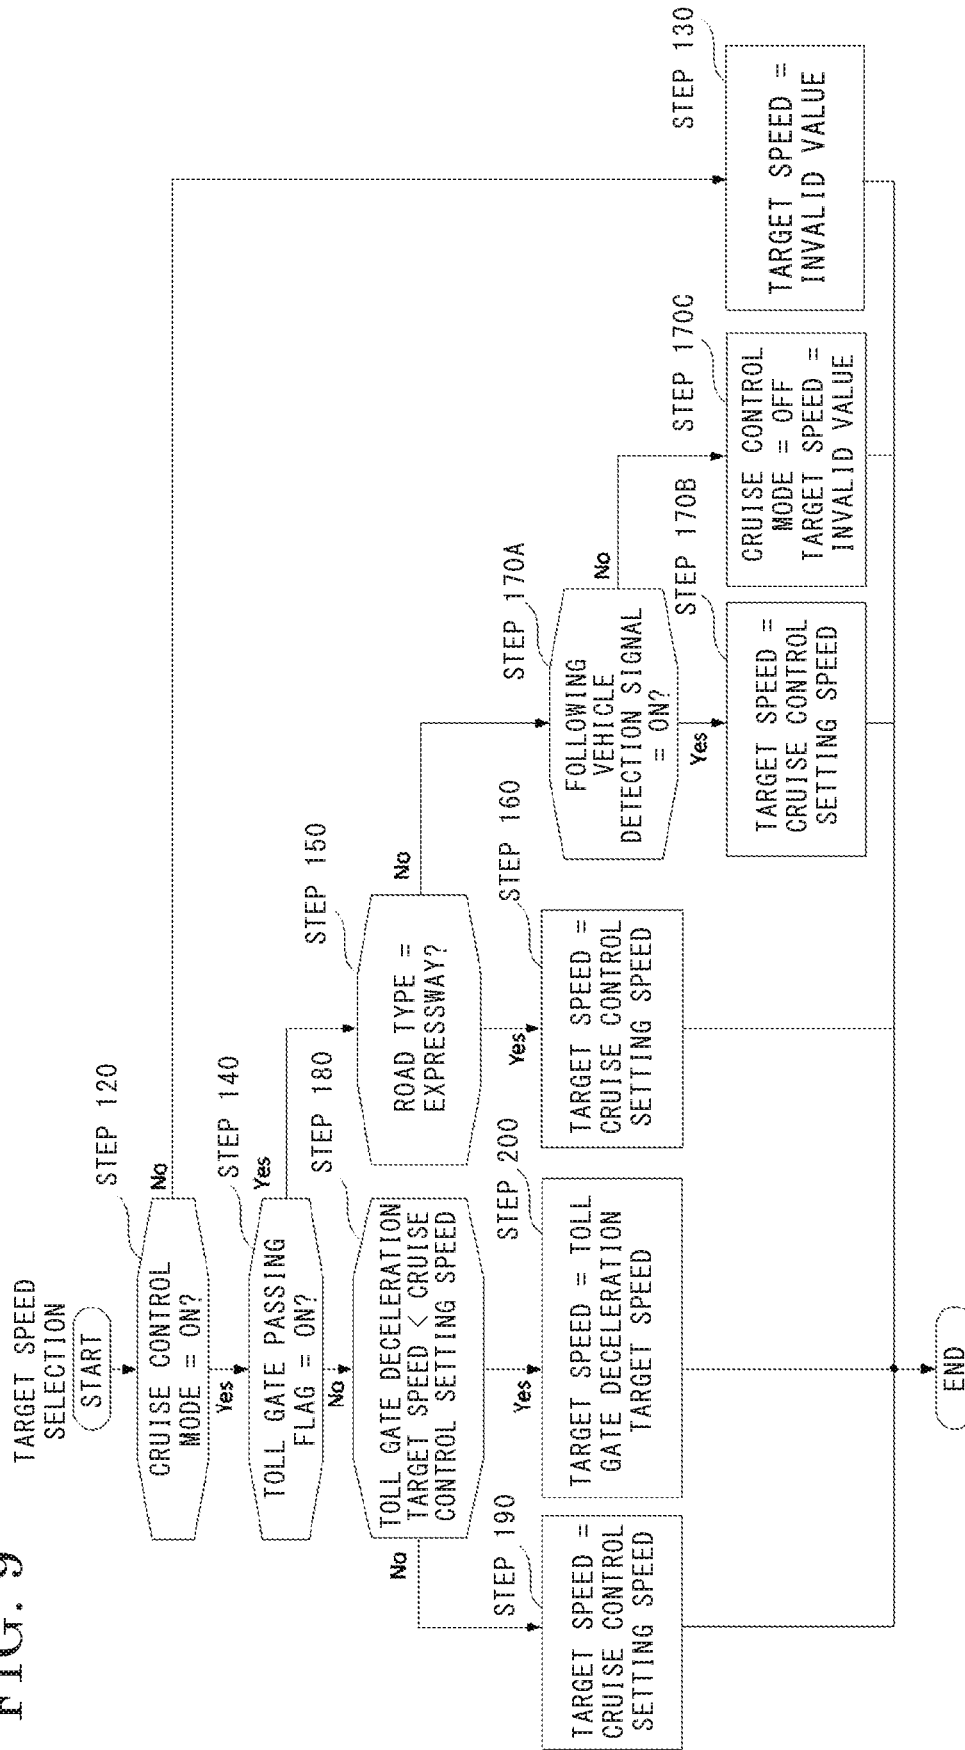 FIG. 9
TARGET SPEED
SELECTION
START
STEP 120
CRUISE CONTROL
MODE = ON?
No
Yes
STEP 140
TOLL GATE PASSING
FLAG = ON?
Yes
No
STEP 180
TOLL GATE DECELERATION
TARGET SPEED < CRUISE
CONTROL SETTING SPEED
No
Yes
STEP 150
ROAD TYPE =
EXPRESSWAY?
No
Yes
STEP 190
TARGET SPEED =
CRUISE CONTROL
SETTING SPEED
STEP 200
TARGET SPEED = TOLL
GATE DECELERATION
TARGET SPEED
STEP 160
TARGET SPEED =
CRUISE CONTROL
SETTING SPEED
STEP 170A
FOLLOWING
VEHICLE
DETECTION SIGNAL
= ON?
No
Yes
STEP 170B
TARGET SPEED =
CRUISE CONTROL
SETTING SPEED
STEP 170C
CRUISE CONTROL
MODE = OFF
TARGET SPEED =
INVALID VALUE
STEP 130
TARGET SPEED =
INVALID VALUE
END